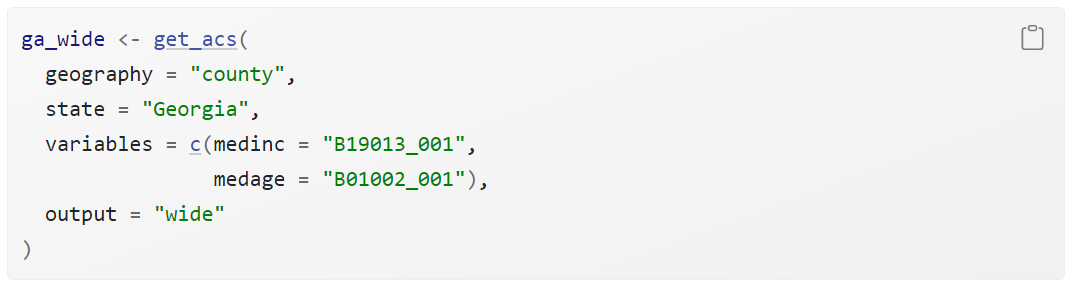 ga_wide <- get_acs(
  geography = "county",
  state = "Georgia",
  variables = c(medinc = "B19013_001",
                medage = "B01002_001"),
  output = "wide"
)